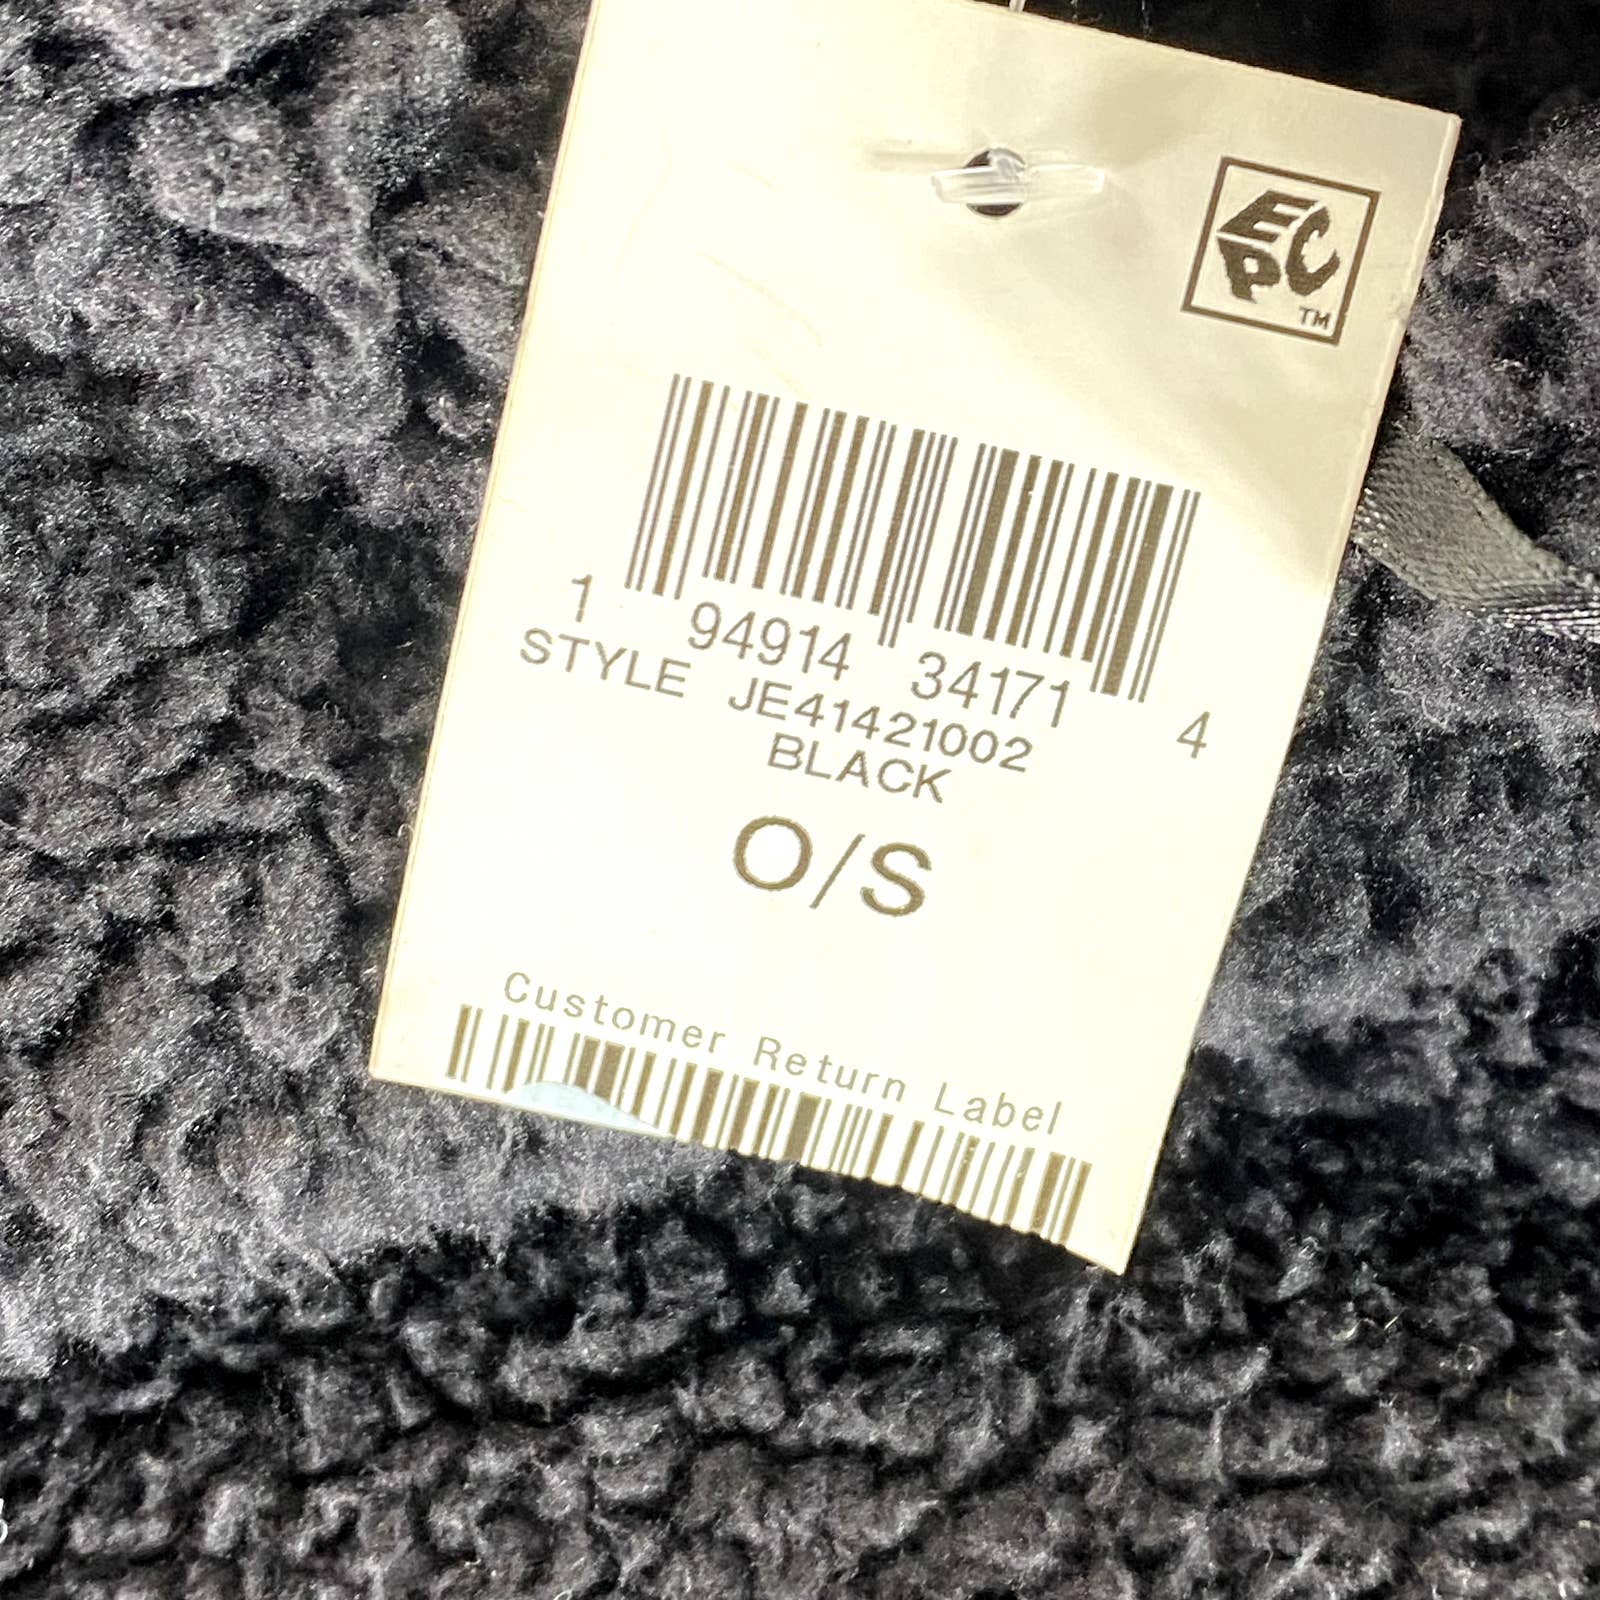 EPC
TM
1 94914 34171 4
STYLE JE41421002
BLACK
O/S
Customer Return Label